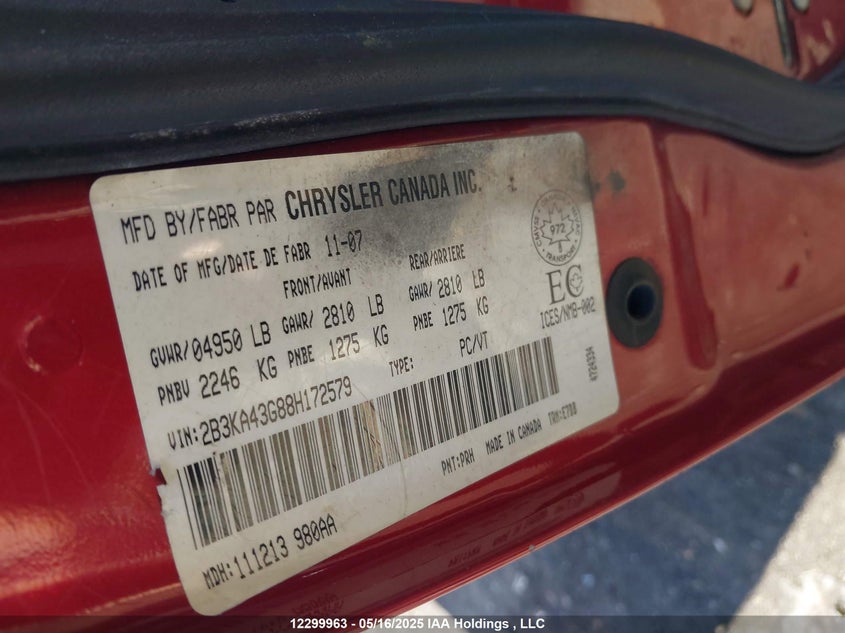 MFD BY/FABR PAR CHRYSLER CANADA INC.
DATE OF MFG/DATE DE FABR 11-07
FRONT/AVANT REAR/ARRIERE
GVWR/04950 LB GAWR/ 2810 LB GAWR/ 2810 LB
PNBV 2246 KG PNBE 1275 KG PNBE 1275 KG
TYPE: PC/VT
VIN:2B3KA43G88H172579
PNT:PRH MADE IN CANADA
MDH:111213 980AA
972
TRANSPORT
EC
ICES/NMB-002
4724334
12299963 - 05/16/2025 IAA Holdings , LLC